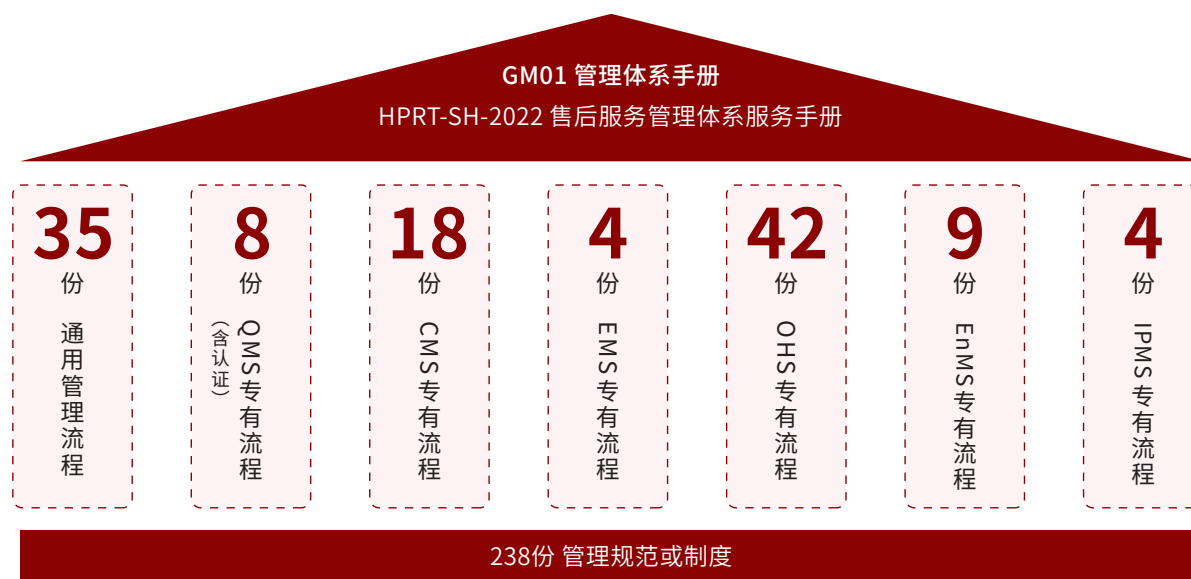 GM01 管理体系手册
HPRT-SH-2022 售后服务管理体系服务手册
35
份
通用管理流程
8
份
QMS专有流程
（含认证）
18
份
CMS专有流程
4
份
EMS专有流程
42
份
OHS专有流程
9
份
EnMS专有流程
4
份
IPMS专有流程
238份 管理规范或制度